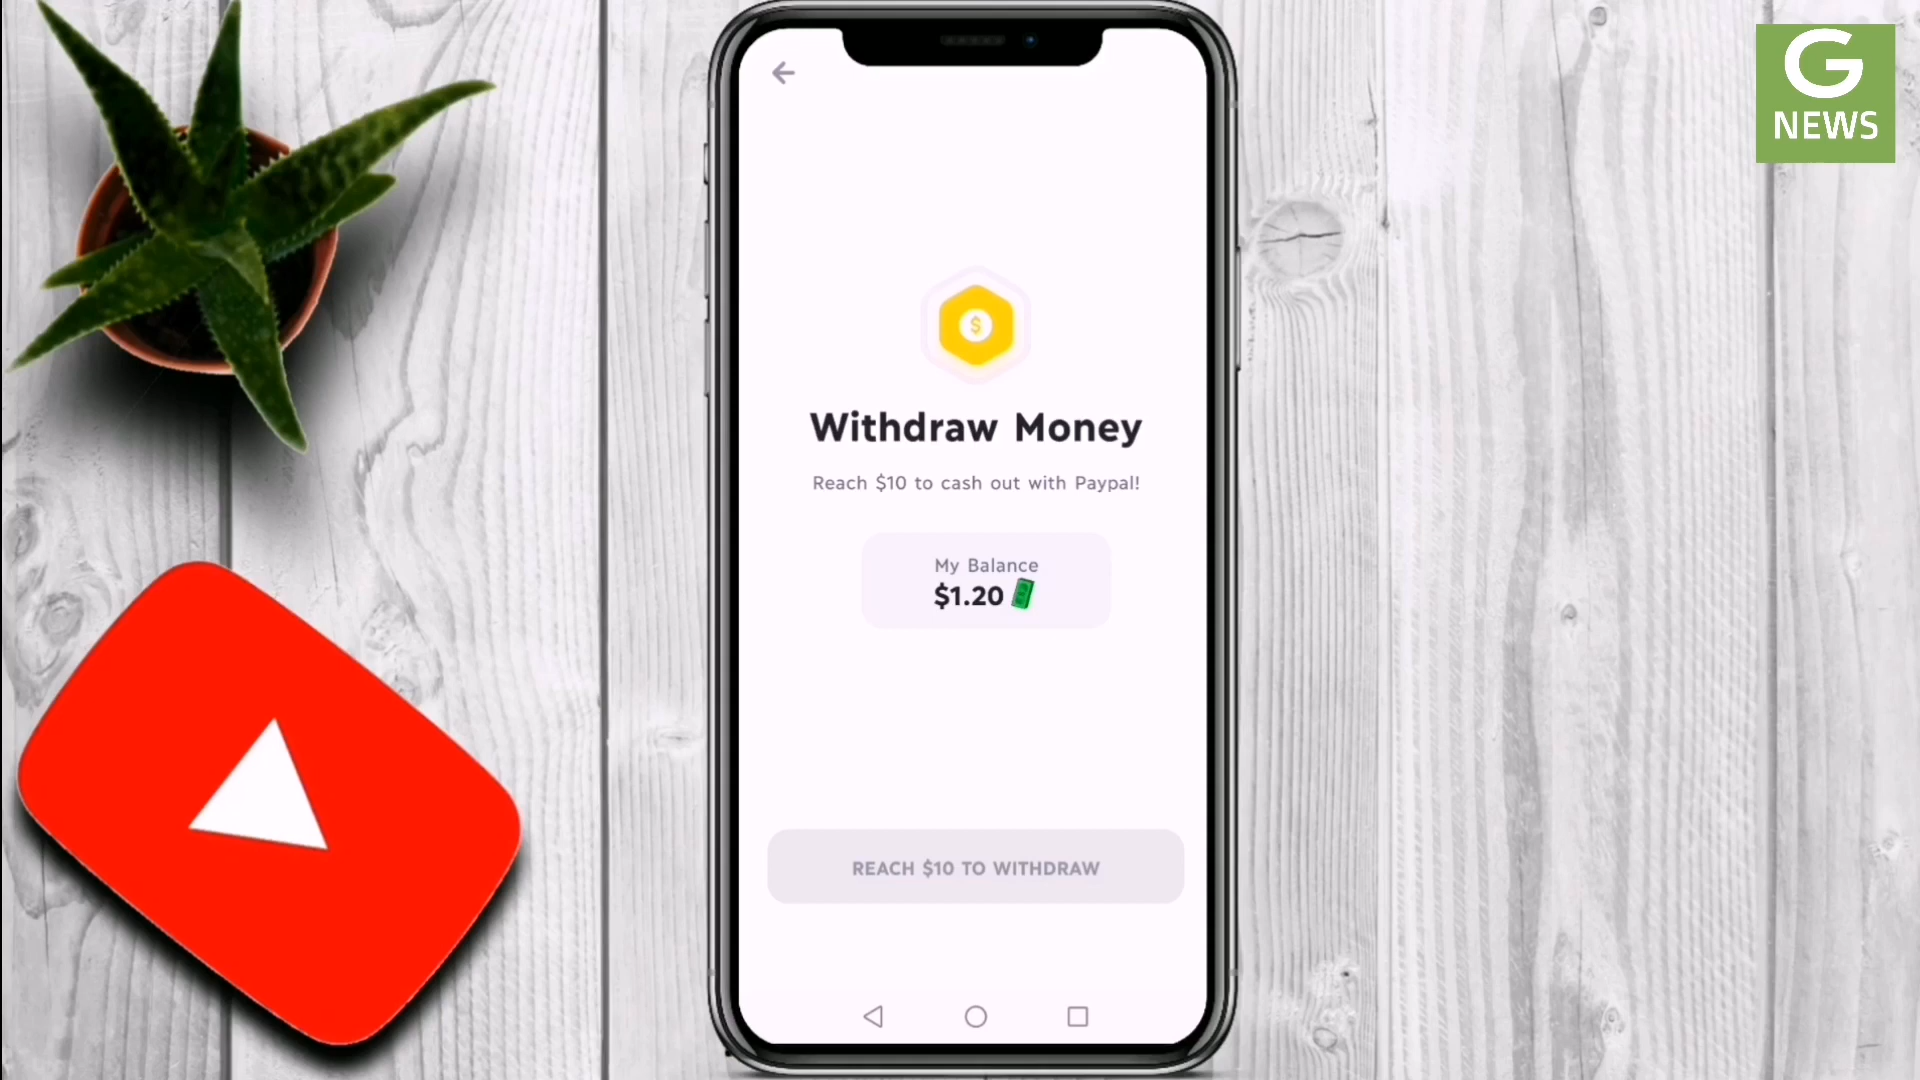 G
NEWS
$
Withdraw Money
Reach $10 to cash out with Paypal!
My Balance
$1.20
REACH $10 TO WITHDRAW